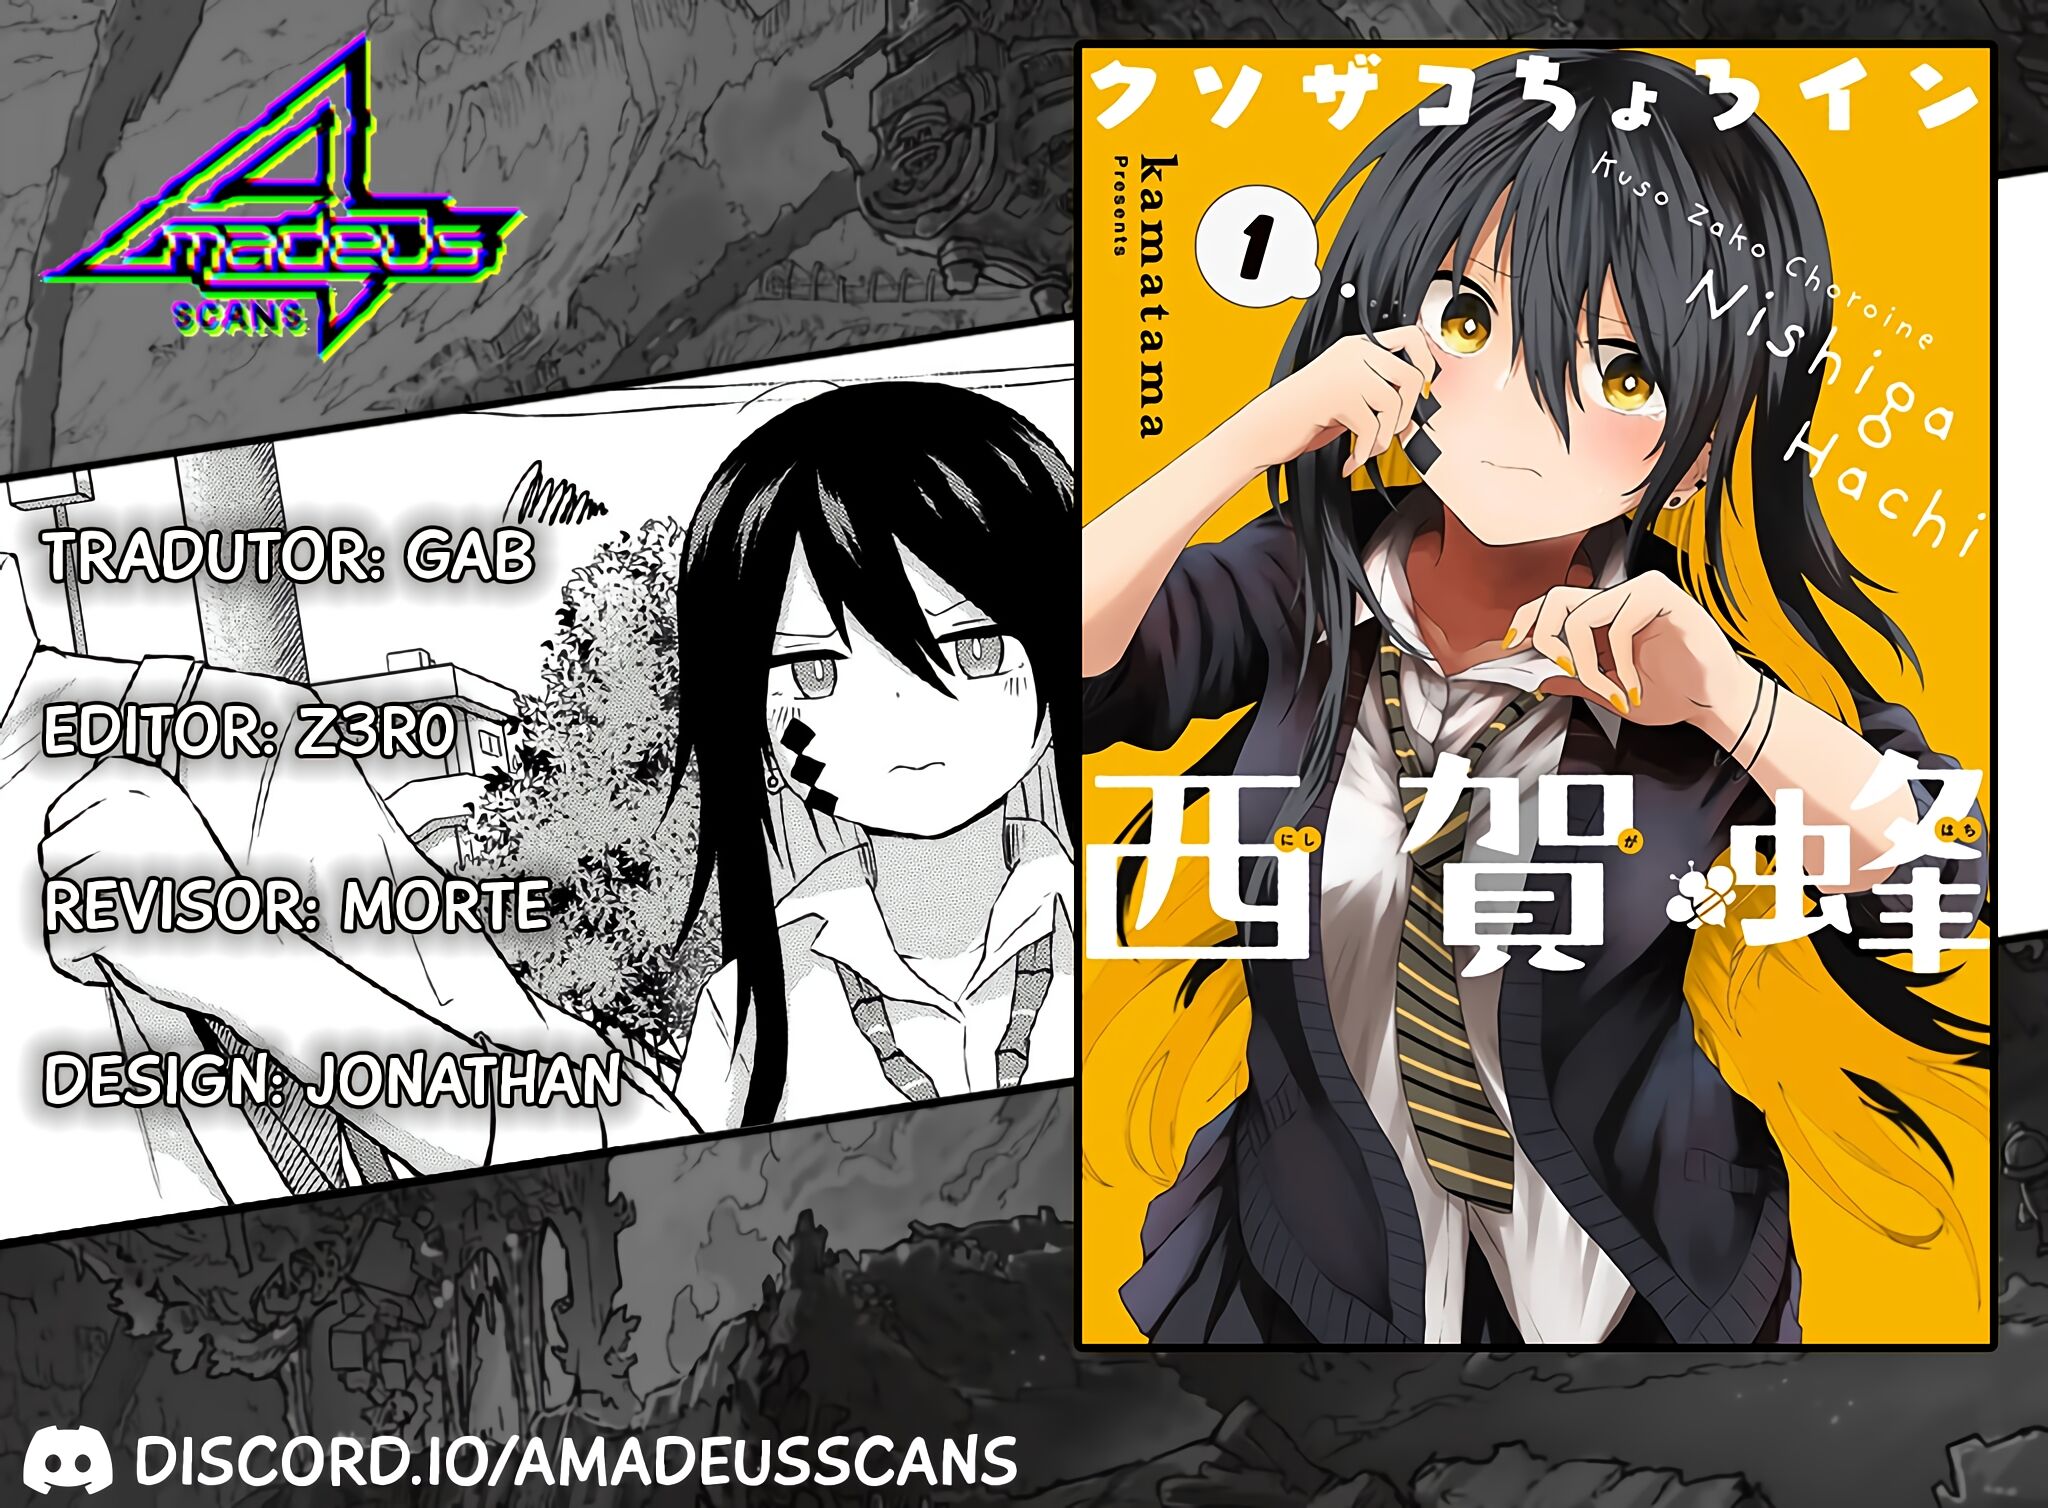 Amadeus
SCANS
TRADUTOR: GAB
EDITOR: Z3R0
REVISOR: MORTE
DESIGN: JONATHAN
DISCORD.IO/AMADEUSSCANS
クソザコちょろイン
kamatama
Presents
1
Kuso Zako Choroine
Nishiga
Hachi
西賀蜂
にし が はち